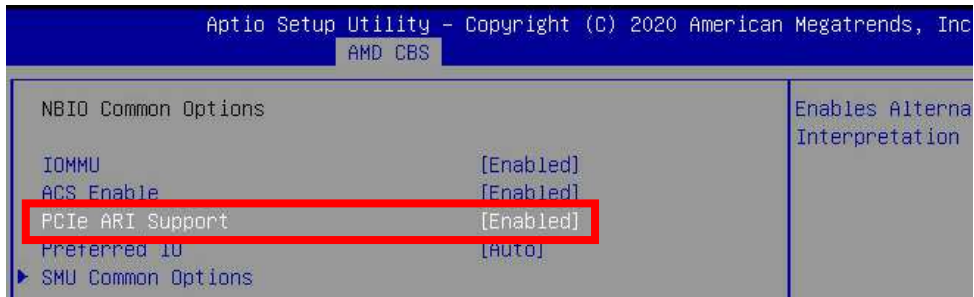 Aptio Setup Utility – Copyright (C) 2020 American Megatrends, Inc
AMD CBS
NBIO Common Options
Enables Alterna
Interpretation
IOMMU [Enabled]
ACS Enable [Enabled]
PCIe ARI Support [Enabled]
Preferred IO [Auto]
SMU Common Options